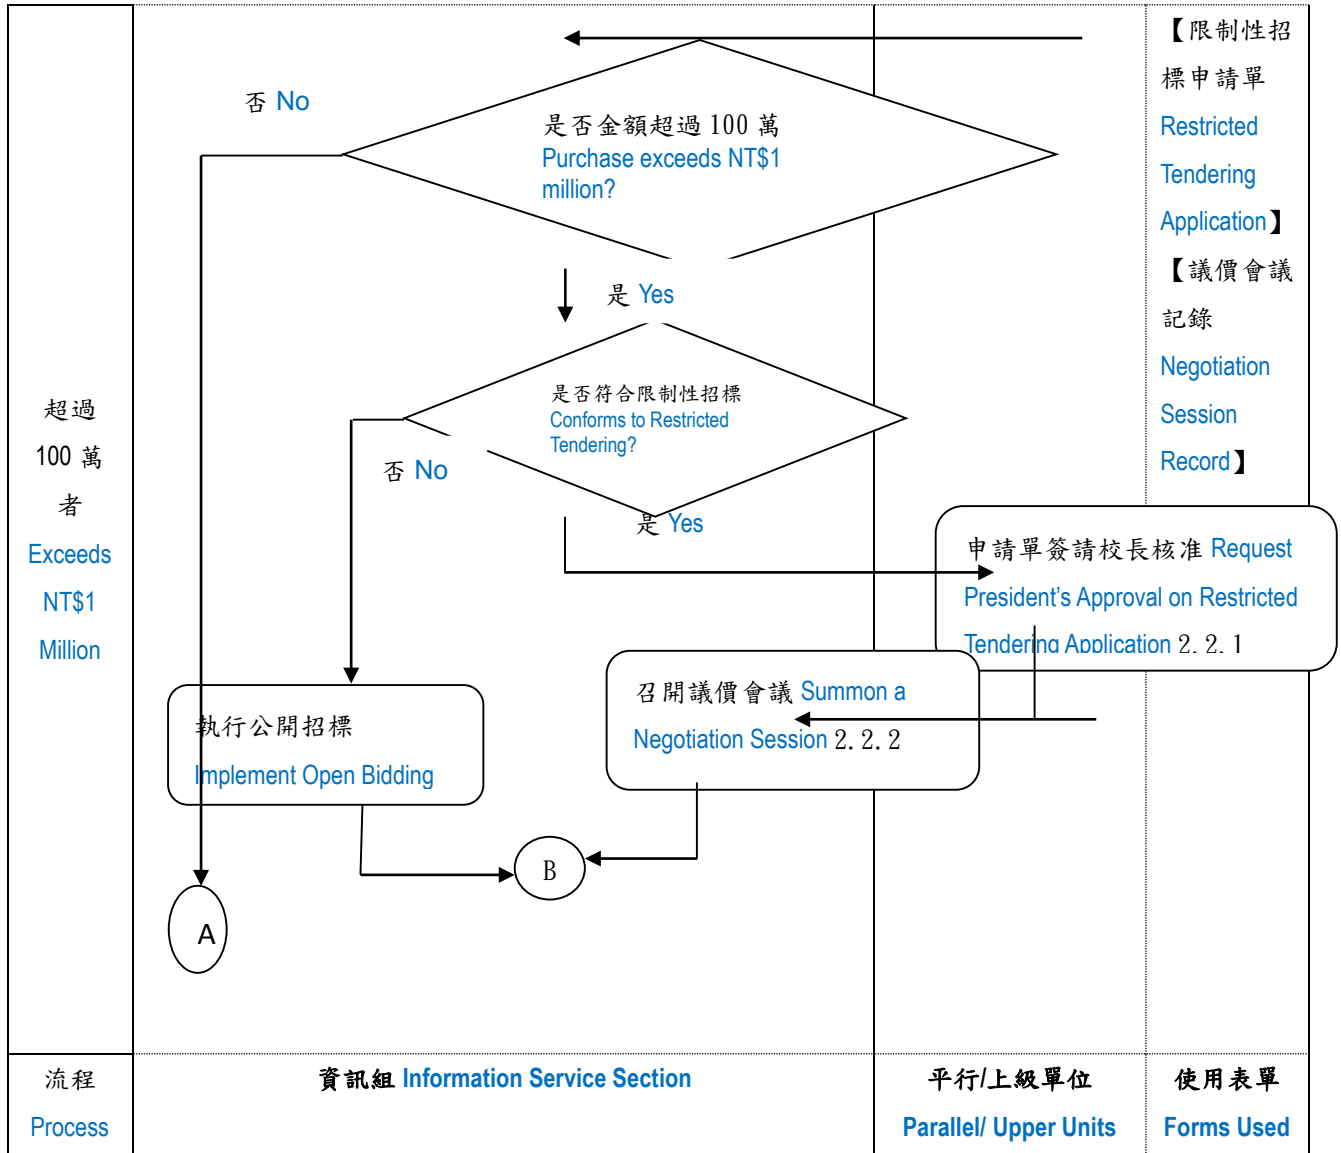 【限制性招
標申請單
Restricted
Tendering
Application】
【議價會議
記錄
Negotiation
Session
Record】
否 No
是否金額超過 100 萬
Purchase exceeds NT$1
million?
是 Yes
是否符合限制性招標
Conforms to Restricted
Tendering?
否 No
是 Yes
超過
100 萬
者
Exceeds
NT$1
Million
申請單簽請校長核准 Request
President’s Approval on Restricted
Tendering Application 2.2.1
召開議價會議 Summon a
Negotiation Session 2.2.2
執行公開招標
Implement Open Bidding
B
A
流程
Process
資訊組 Information Service Section
平行/上級單位
Parallel/ Upper Units
使用表單
Forms Used